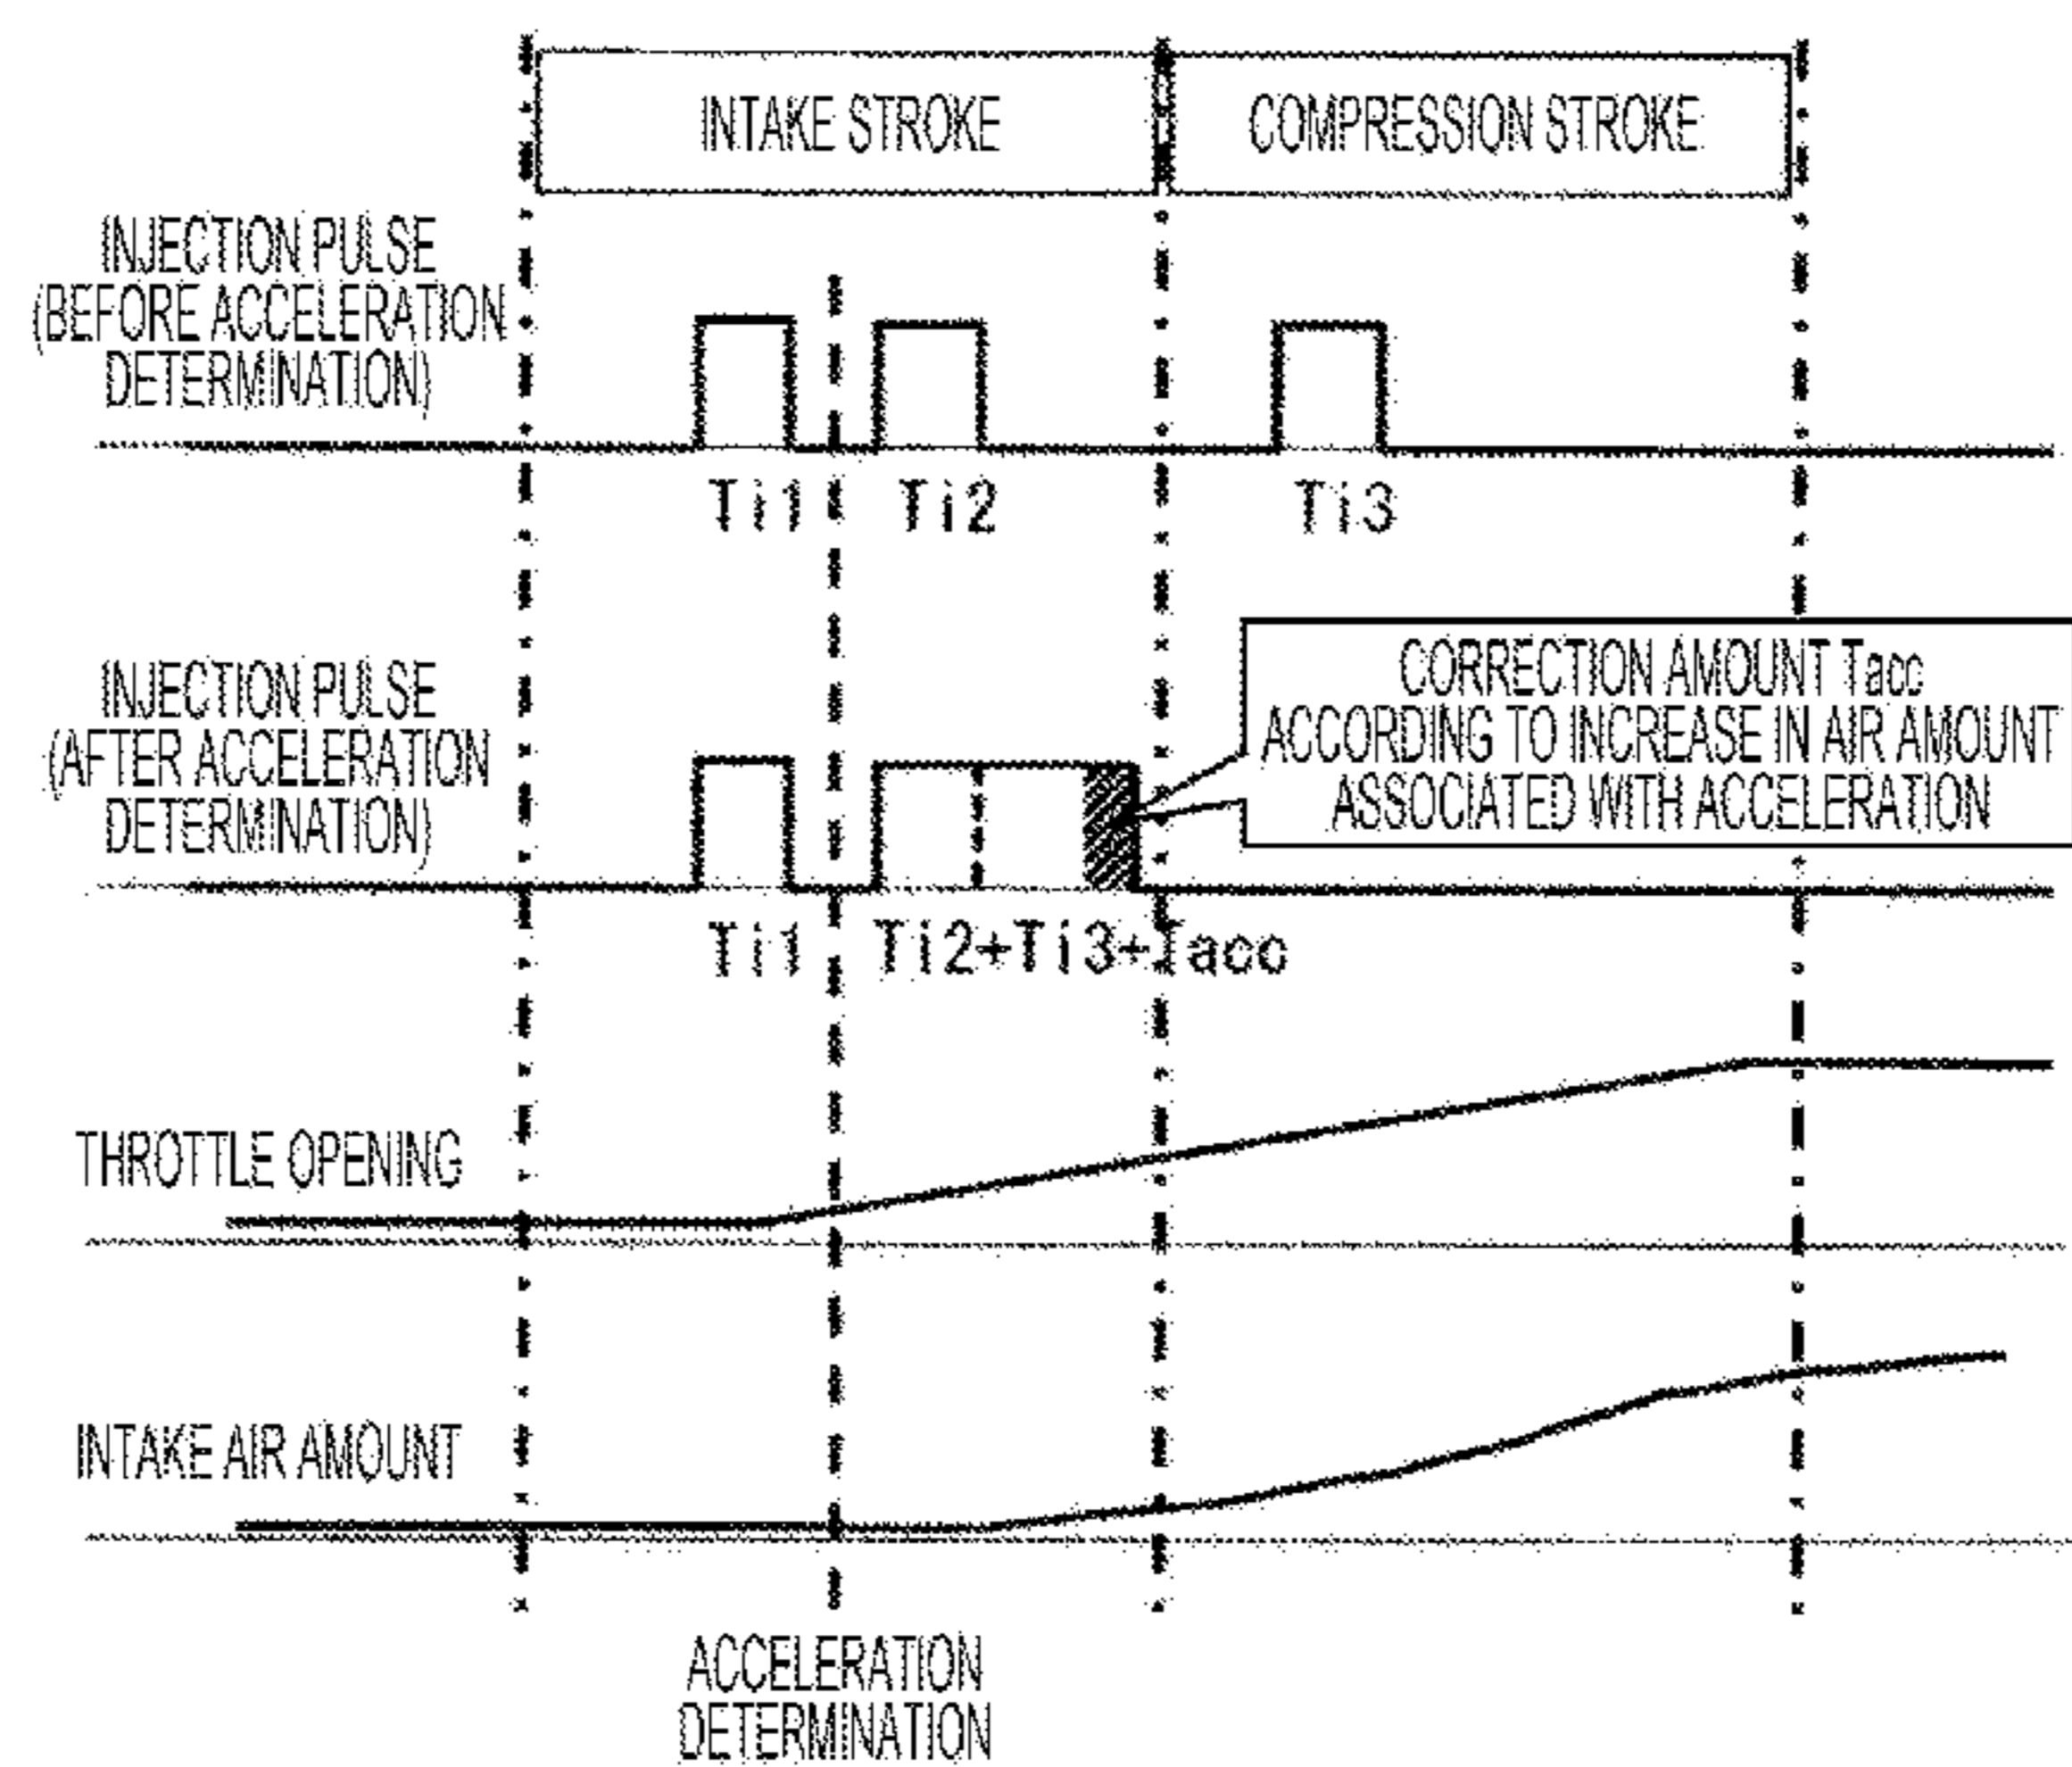 INTAKE STROKE
COMPRESSION STROKE
INJECTION PULSE
(BEFORE ACCELERATION
DETERMINATION)
Ti1
Ti2
Ti3
INJECTION PULSE
(AFTER ACCELERATION
DETERMINATION)
CORRECTION AMOUNT Tacc
ACCORDING TO INCREASE IN AIR AMOUNT
ASSOCIATED WITH ACCELERATION
Ti1
Ti2+Ti3+Tacc
THROTTLE OPENING
INTAKE AIR AMOUNT
ACCELERATION
DETERMINATION